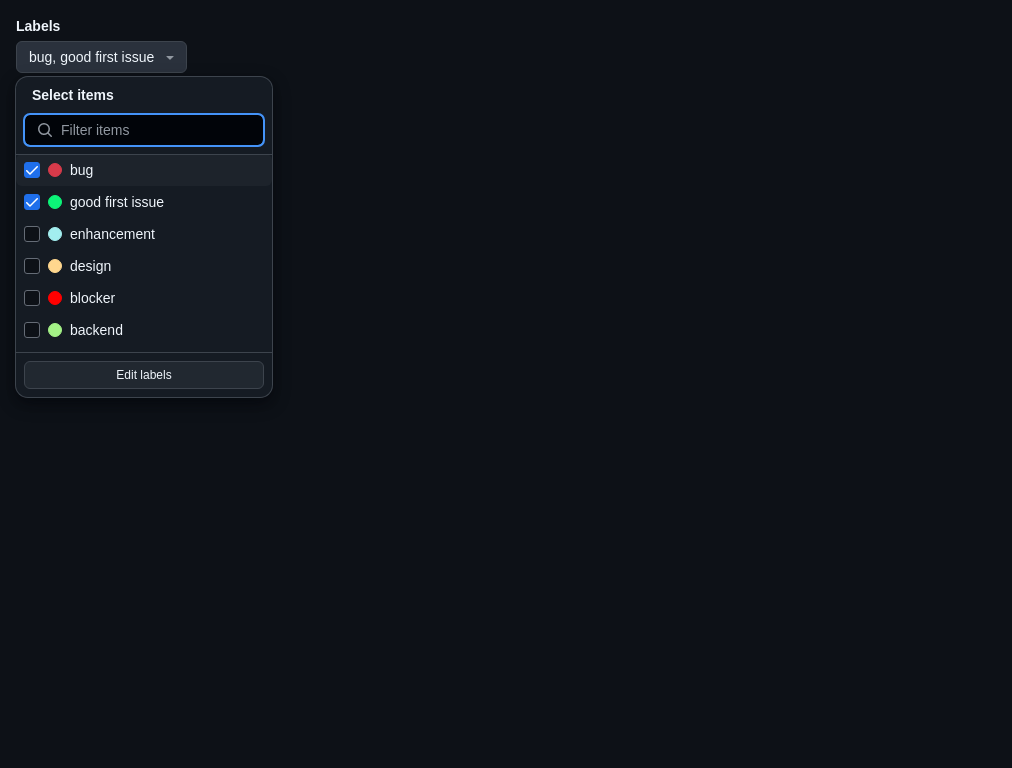 Labels
bug, good first issue
Select items
Filter items
bug
good first issue
enhancement
design
blocker
backend
Edit labels